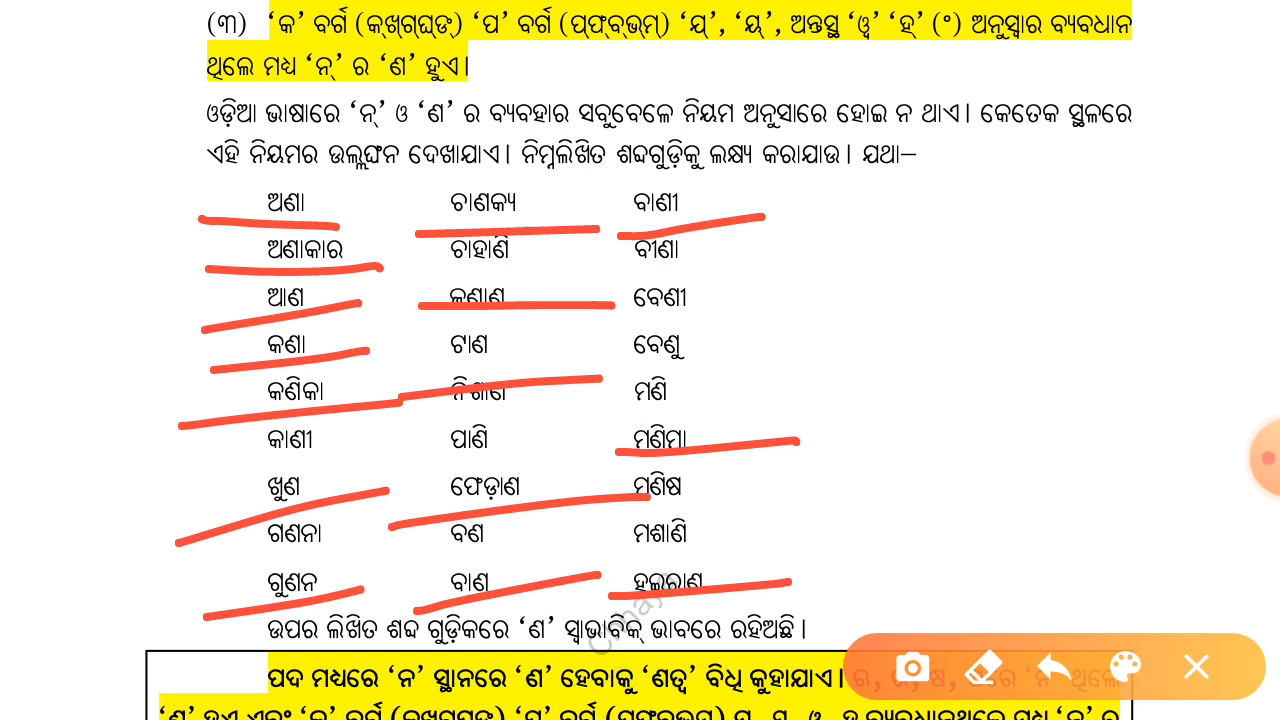 (୩) ‘କ’ ବର୍ଗ (କ୍‌ଖ୍‌ଗ୍‌ଘ୍‌ଙ୍) ‘ପ’ ବର୍ଗ (ପ୍‌ଫ୍‌ବ୍‌ଭ୍‌ମ୍) ‘ଯ୍’, ‘ୟ୍’, ଅନ୍ତସ୍ଥ ‘ୱ’ ‘ହ୍’ (ଂ) ଅନୁସ୍ୱାର ବ୍ୟବଧାନ
ଥିଲେ ମଧ୍ୟ ‘ନ୍’ ର ‘ଣ’ ହୁଏ।
ଓଡ଼ିଆ ଭାଷାରେ ‘ନ୍’ ଓ ‘ଣ’ ର ବ୍ୟବହାର ସବୁବେଳେ ନିୟମ ଅନୁସାରେ ହୋଇ ନ ଥାଏ। କେତେକ ସ୍ଥଳରେ
ଏହି ନିୟମର ଉଲ୍ଲଙ୍ଘନ ଦେଖାଯାଏ। ନିମ୍ନଲିଖିତ ଶବ୍ଦଗୁଡ଼ିକୁ ଲକ୍ଷ୍ୟ କରାଯାଉ। ଯଥା–
ଅଣା ଚାଣକ୍ୟ ବାଣୀ
ଅଣାକାର ଚାହାଣି ବୀଣା
ଆଣ ବେଣୀ
କଣା ଟାଣ ବେଣୁ
କଣିକା ନିଶାଣ ମଣି
କାଣୀ ପାଣି ମଣିମା
ଖୁଣ ଫେଡ଼ାଣ ମଣିଷ
ଗଣନା ବଣ ମଶାଣି
ଗୁଣନ ବାଣ ହଇରାଣ
ଉପର ଲିଖିତ ଶବ୍ଦ ଗୁଡ଼ିକରେ ‘ଣ’ ସ୍ୱାଭାବିକ୍ ଭାବରେ ରହିଅଛି।
ପଦ ମଧ୍ୟରେ ‘ନ’ ସ୍ଥାନରେ ‘ଣ’ ହେବାକୁ ‘ଣତ୍ୱ’ ବିଧି କୁହାଯାଏ।